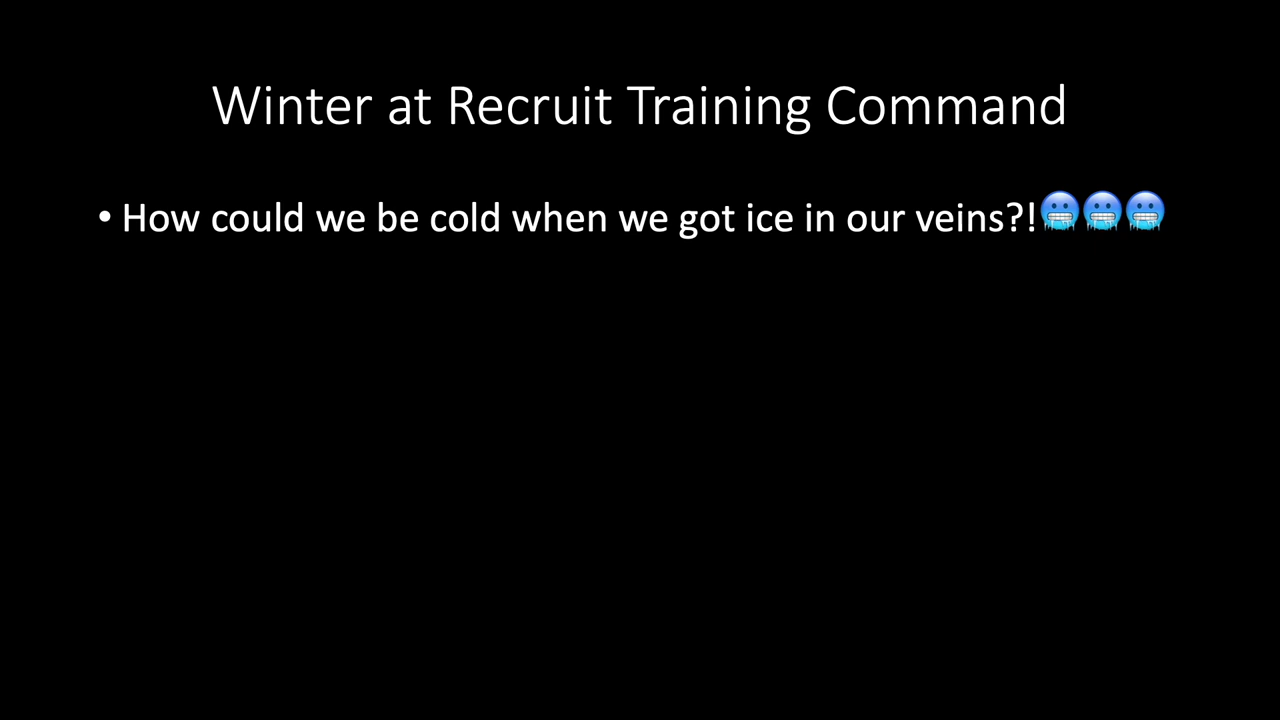 Winter at Recruit Training Command
• How could we be cold when we got ice in our veins?!🥶🥶🥶